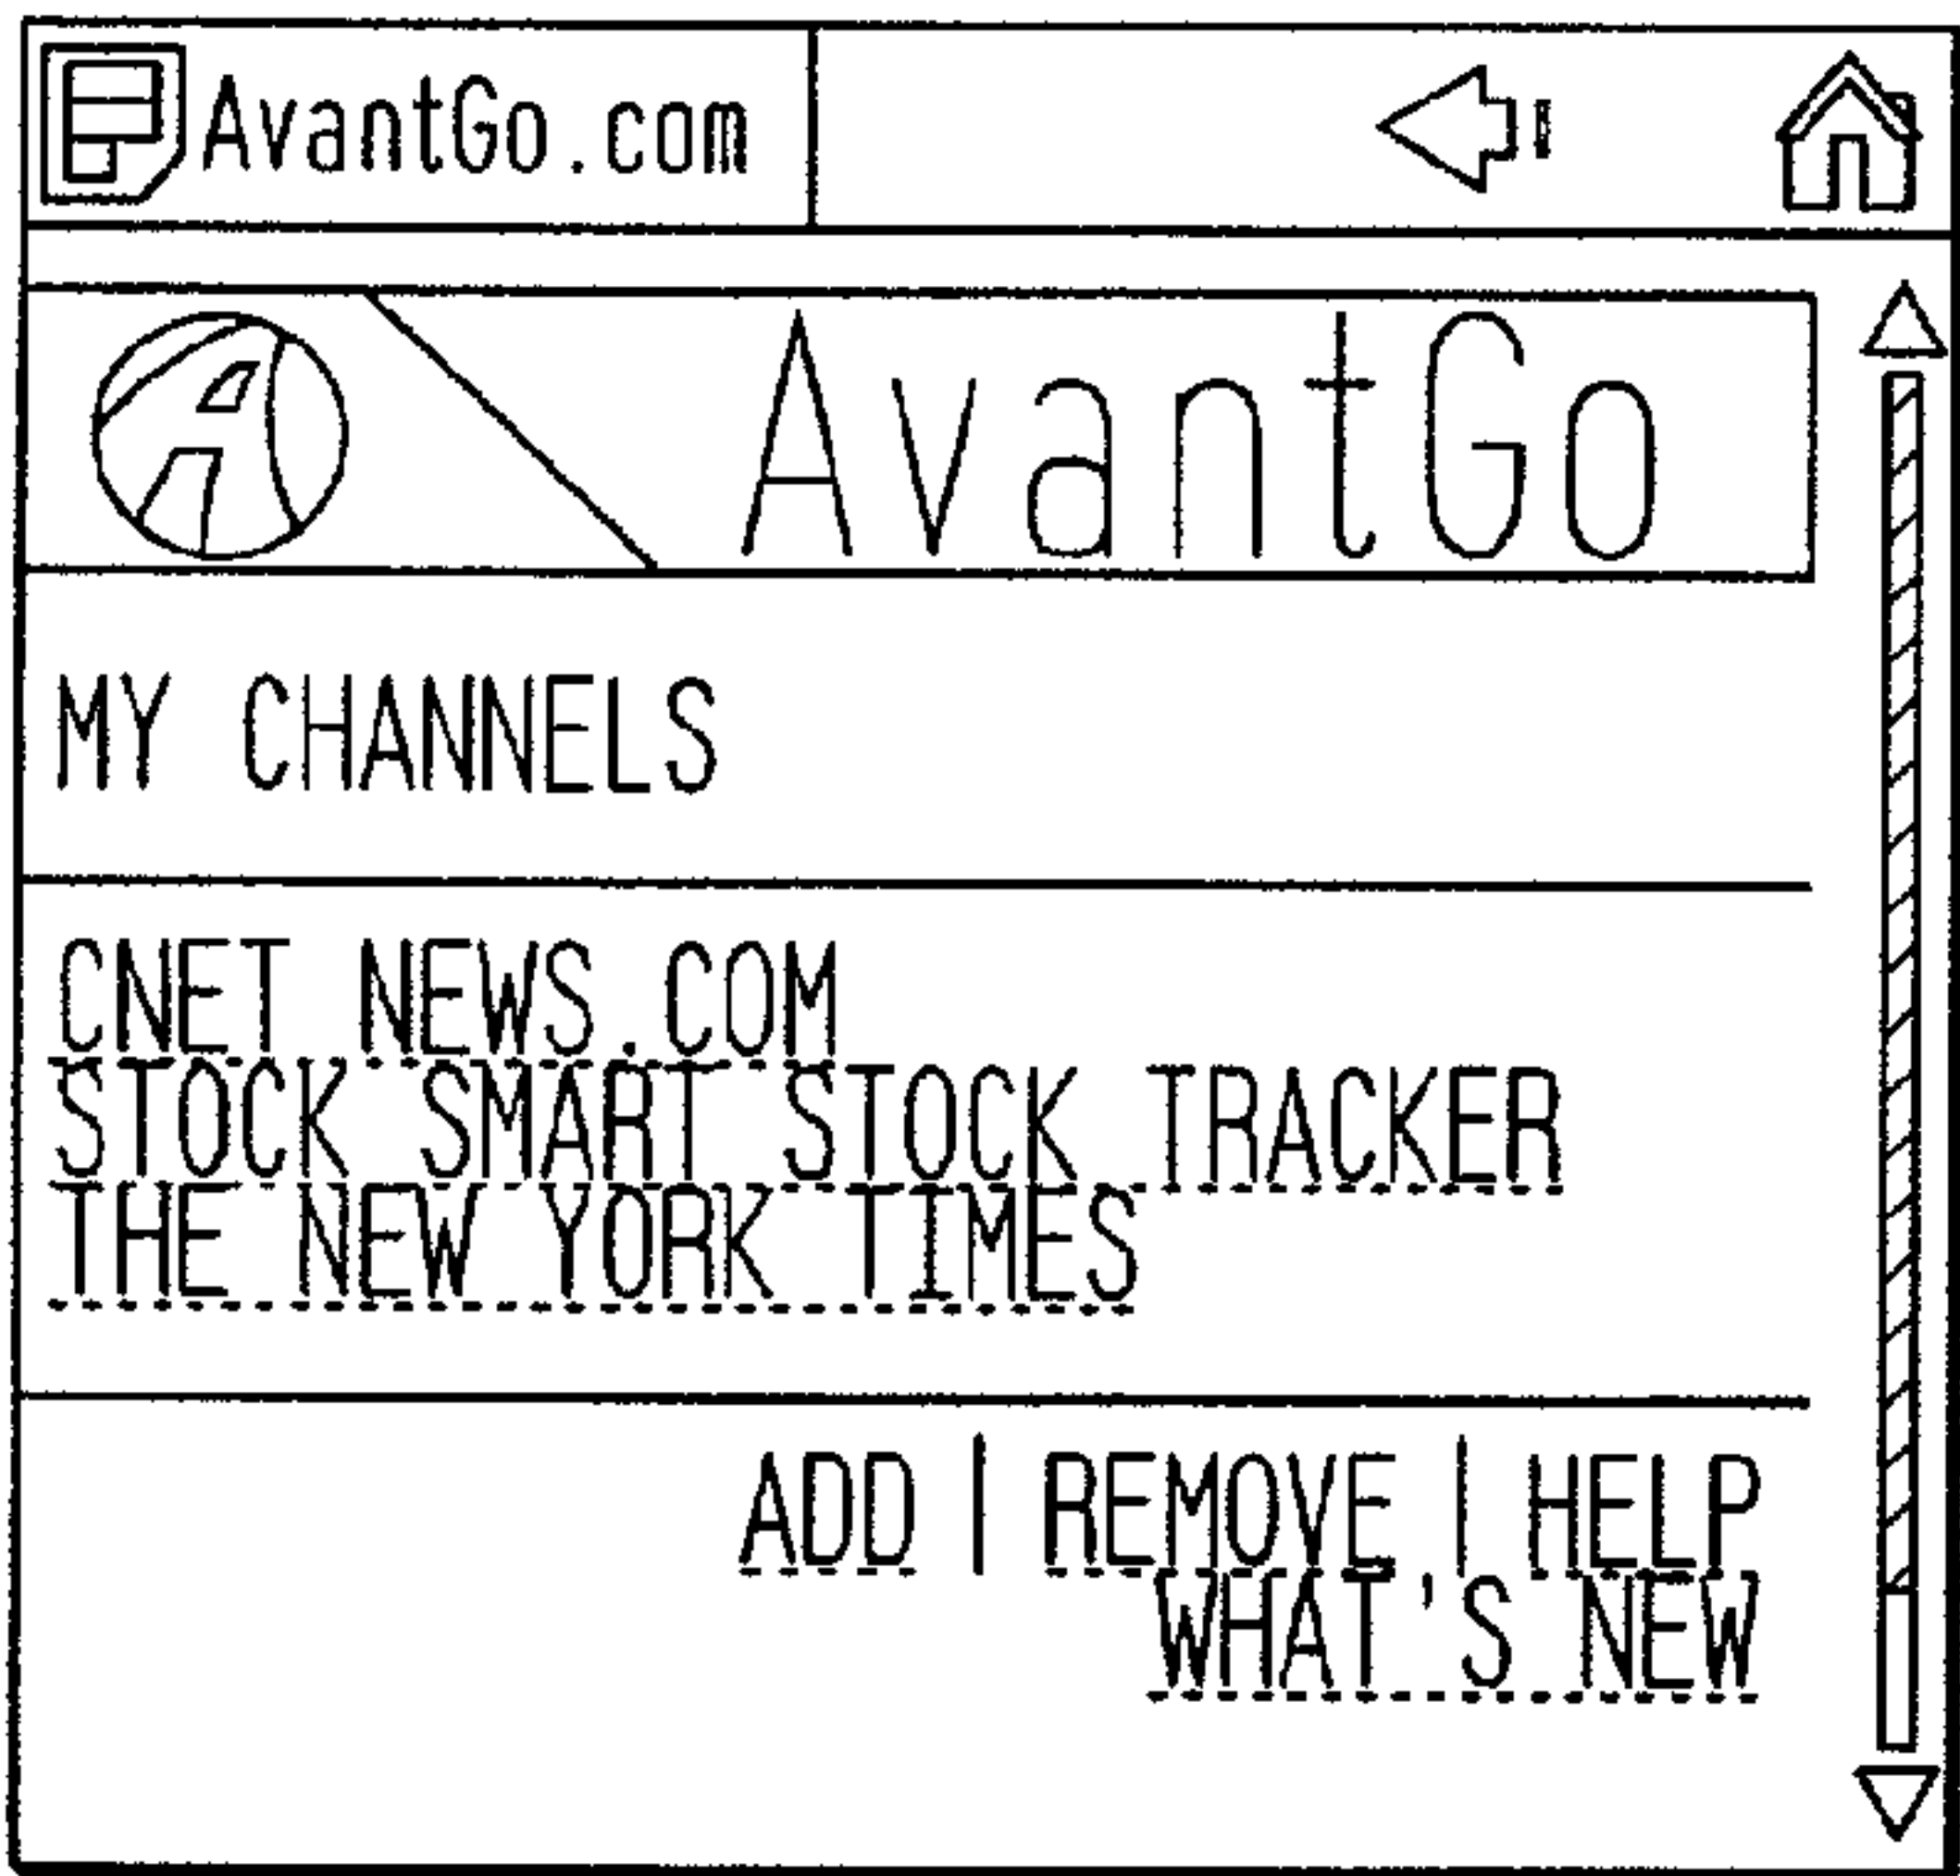 AvantGo.com
AvantGo
MY CHANNELS
CNET NEWS.COM
STOCK SMART STOCK TRACKER
THE NEW YORK TIMES
ADD | REMOVE | HELP
WHAT'S NEW